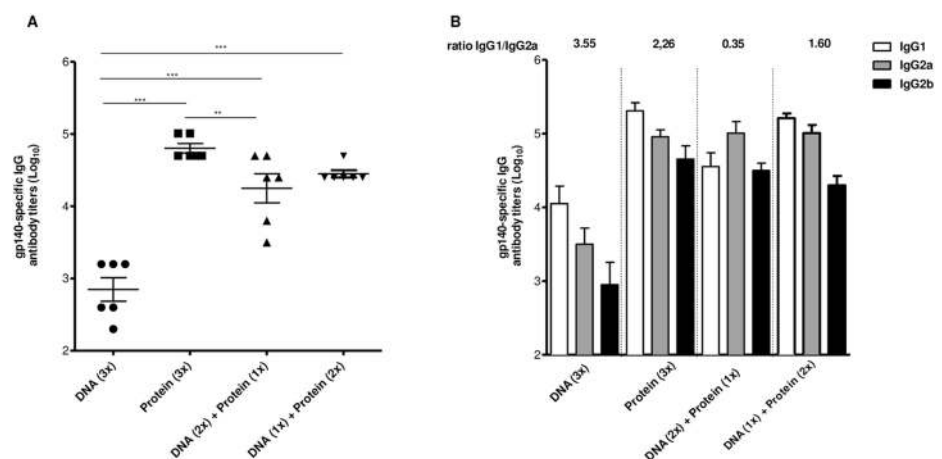 A
gp140-specific IgG
antibody titers (Log10)
6
5
4
3
2
***
***
***
**
DNA (3x)
Protein (3x)
DNA (2x) + Protein (1x)
DNA (1x) + Protein (2x)
B
ratio IgG1/IgG2a 3.55 2,26 0.35 1.60
IgG1
IgG2a
IgG2b
gp140-specific IgG
antibody titers (Log10)
6
5
4
3
2
DNA (3x)
Protein (3x)
DNA (2x) + Protein (1x)
DNA (1x) + Protein (2x)